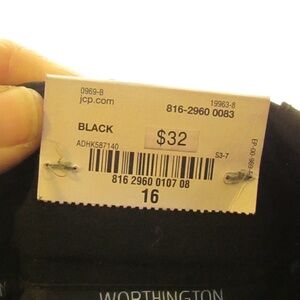 0969-B 19963-8
jcp.com
816-2960 0083
BLACK $32
ADHK587140
S3-7
816 2960 0107 08
16
WORTHINGTON